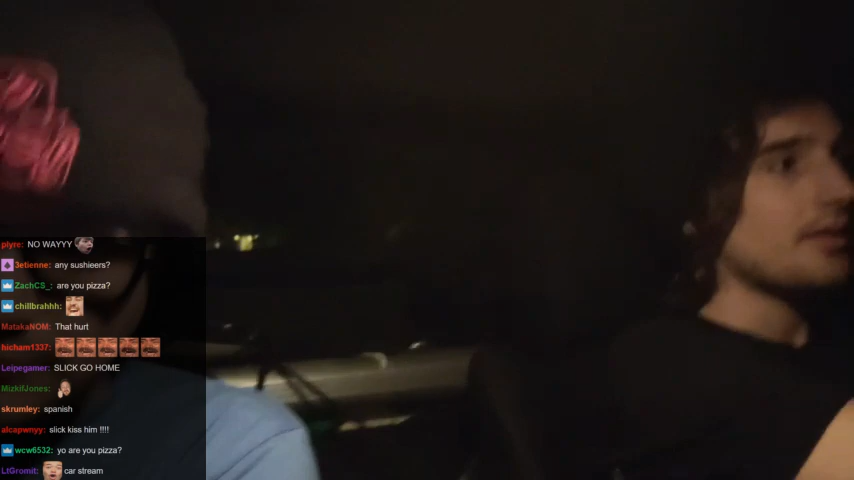 plyre: NO WAYYY
3etienne: any sushieers?
ZachCS_: are you pizza?
chillbrahhh:
MatakaNOM: That hurt
hicham1337:
Leipegamer: SLICK GO HOME
MizkifJones:
skrumley: spanish
alcapwnyy: slick kiss him !!!!
wcw6532: yo are you pizza?
LtGromit: car stream